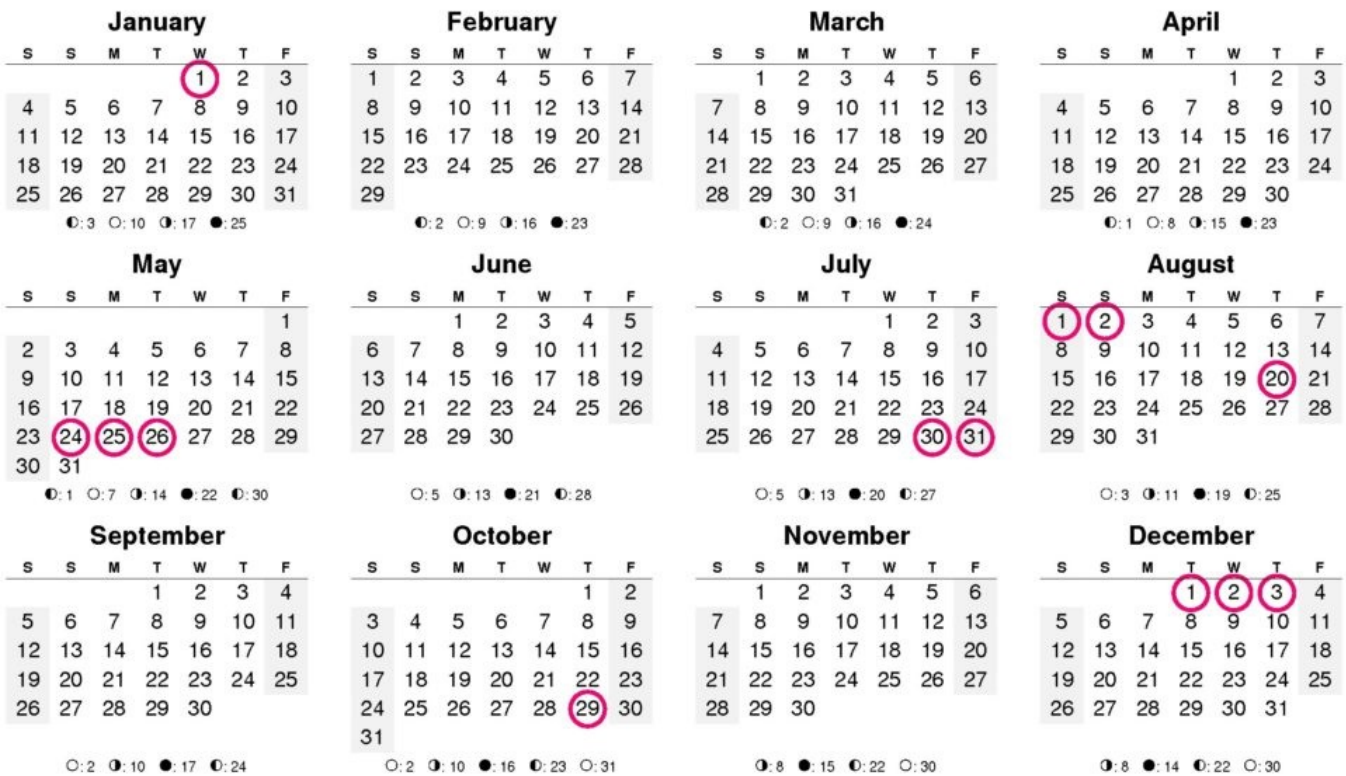 January
S S M T W T F
1 2 3
4 5 6 7 8 9 10
11 12 13 14 15 16 17
18 19 20 21 22 23 24
25 26 27 28 29 30 31
◐: 3 ○: 10 ◑: 17 ●: 25
February
S S M T W T F
1 2 3 4 5 6 7
8 9 10 11 12 13 14
15 16 17 18 19 20 21
22 23 24 25 26 27 28
29
◐: 2 ○: 9 ◑: 16 ●: 23
March
S S M T W T F
1 2 3 4 5 6
7 8 9 10 11 12 13
14 15 16 17 18 19 20
21 22 23 24 25 26 27
28 29 30 31
◐: 2 ○: 9 ◑: 16 ●: 24
April
S S M T W T F
1 2 3
4 5 6 7 8 9 10
11 12 13 14 15 16 17
18 19 20 21 22 23 24
25 26 27 28 29 30
◐: 1 ○: 8 ◑: 15 ●: 23
May
S S M T W T F
1
2 3 4 5 6 7 8
9 10 11 12 13 14 15
16 17 18 19 20 21 22
23 24 25 26 27 28 29
30 31
◐: 1 ○: 7 ◑: 14 ●: 22 ◐: 30
June
S S M T W T F
1 2 3 4 5
6 7 8 9 10 11 12
13 14 15 16 17 18 19
20 21 22 23 24 25 26
27 28 29 30
○: 5 ◑: 13 ●: 21 ◐: 28
July
S S M T W T F
1 2 3
4 5 6 7 8 9 10
11 12 13 14 15 16 17
18 19 20 21 22 23 24
25 26 27 28 29 30 31
○: 5 ◑: 13 ●: 20 ◐: 27
August
S S M T W T F
1 2 3 4 5 6 7
8 9 10 11 12 13 14
15 16 17 18 19 20 21
22 23 24 25 26 27 28
29 30 31
○: 3 ◑: 11 ●: 19 ◐: 25
September
S S M T W T F
1 2 3 4
5 6 7 8 9 10 11
12 13 14 15 16 17 18
19 20 21 22 23 24 25
26 27 28 29 30
○: 2 ◑: 10 ●: 17 ◐: 24
October
S S M T W T F
1 2
3 4 5 6 7 8 9
10 11 12 13 14 15 16
17 18 19 20 21 22 23
24 25 26 27 28 29 30
31
○: 2 ◑: 10 ●: 16 ◐: 23 ○: 31
November
S S M T W T F
1 2 3 4 5 6
7 8 9 10 11 12 13
14 15 16 17 18 19 20
21 22 23 24 25 26 27
28 29 30
◑: 8 ●: 15 ◐: 22 ○: 30
December
S S M T W T F
1 2 3 4
5 6 7 8 9 10 11
12 13 14 15 16 17 18
19 20 21 22 23 24 25
26 27 28 29 30 31
◑: 8 ●: 14 ◐: 22 ○: 30